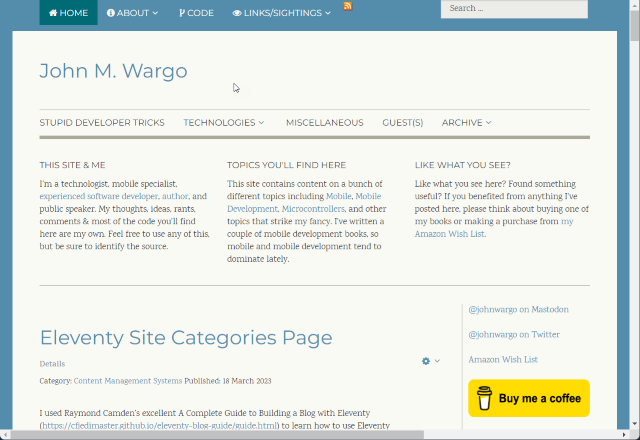 HOME ABOUT CODE LINKS/SIGHTINGS
Search ...
John M. Wargo
STUPID DEVELOPER TRICKS TECHNOLOGIES MISCELLANEOUS GUEST(S) ARCHIVE
THIS SITE & ME
I'm a technologist, mobile specialist,
experienced software developer, author, and
public speaker. My thoughts, ideas, rants,
comments & most of the code you'll find
here are my own. Feel free to use any of this,
but be sure to identify the source.
TOPICS YOU'LL FIND HERE
This site contains content on a bunch of
different topics including Mobile, Mobile
Development, Microcontrollers, and other
topics that strike my fancy. I've written a
couple of mobile development books, so
mobile and mobile development tend to
dominate lately.
LIKE WHAT YOU SEE?
Like what you see here? Found something
useful? If you benefited from anything I've
posted here, please think about buying one of
my books or making a purchase from my
Amazon Wish List.
Eleventy Site Categories Page
Details
Category: Content Management Systems Published: 18 March 2023
I used Raymond Camden's excellent A Complete Guide to Building a Blog with Eleventy
(https://cfjedimaster.github.io/eleventy-blog-guide/guide.html) to learn how to use Eleventy
@johnwargo on Mastodon
@johnwargo on Twitter
Amazon Wish List
Buy me a coffee